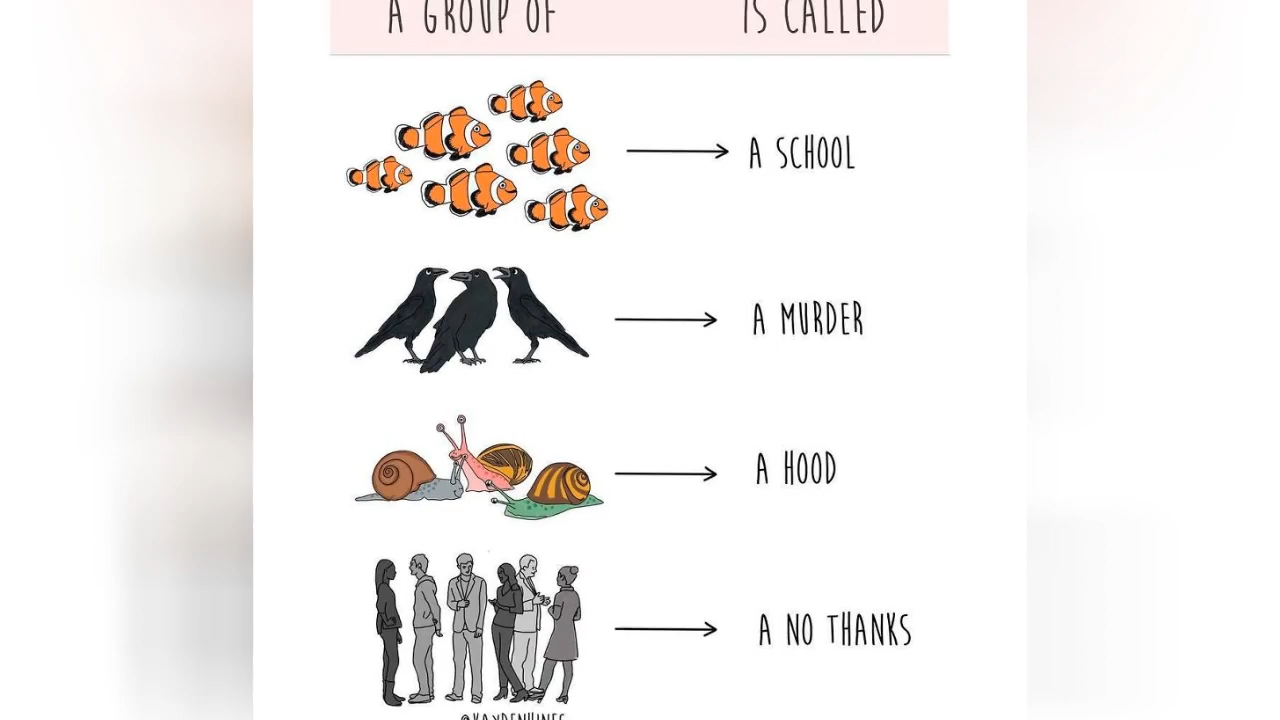 A GROUP OF IS CALLED
A SCHOOL
A MURDER
A HOOD
A NO THANKS